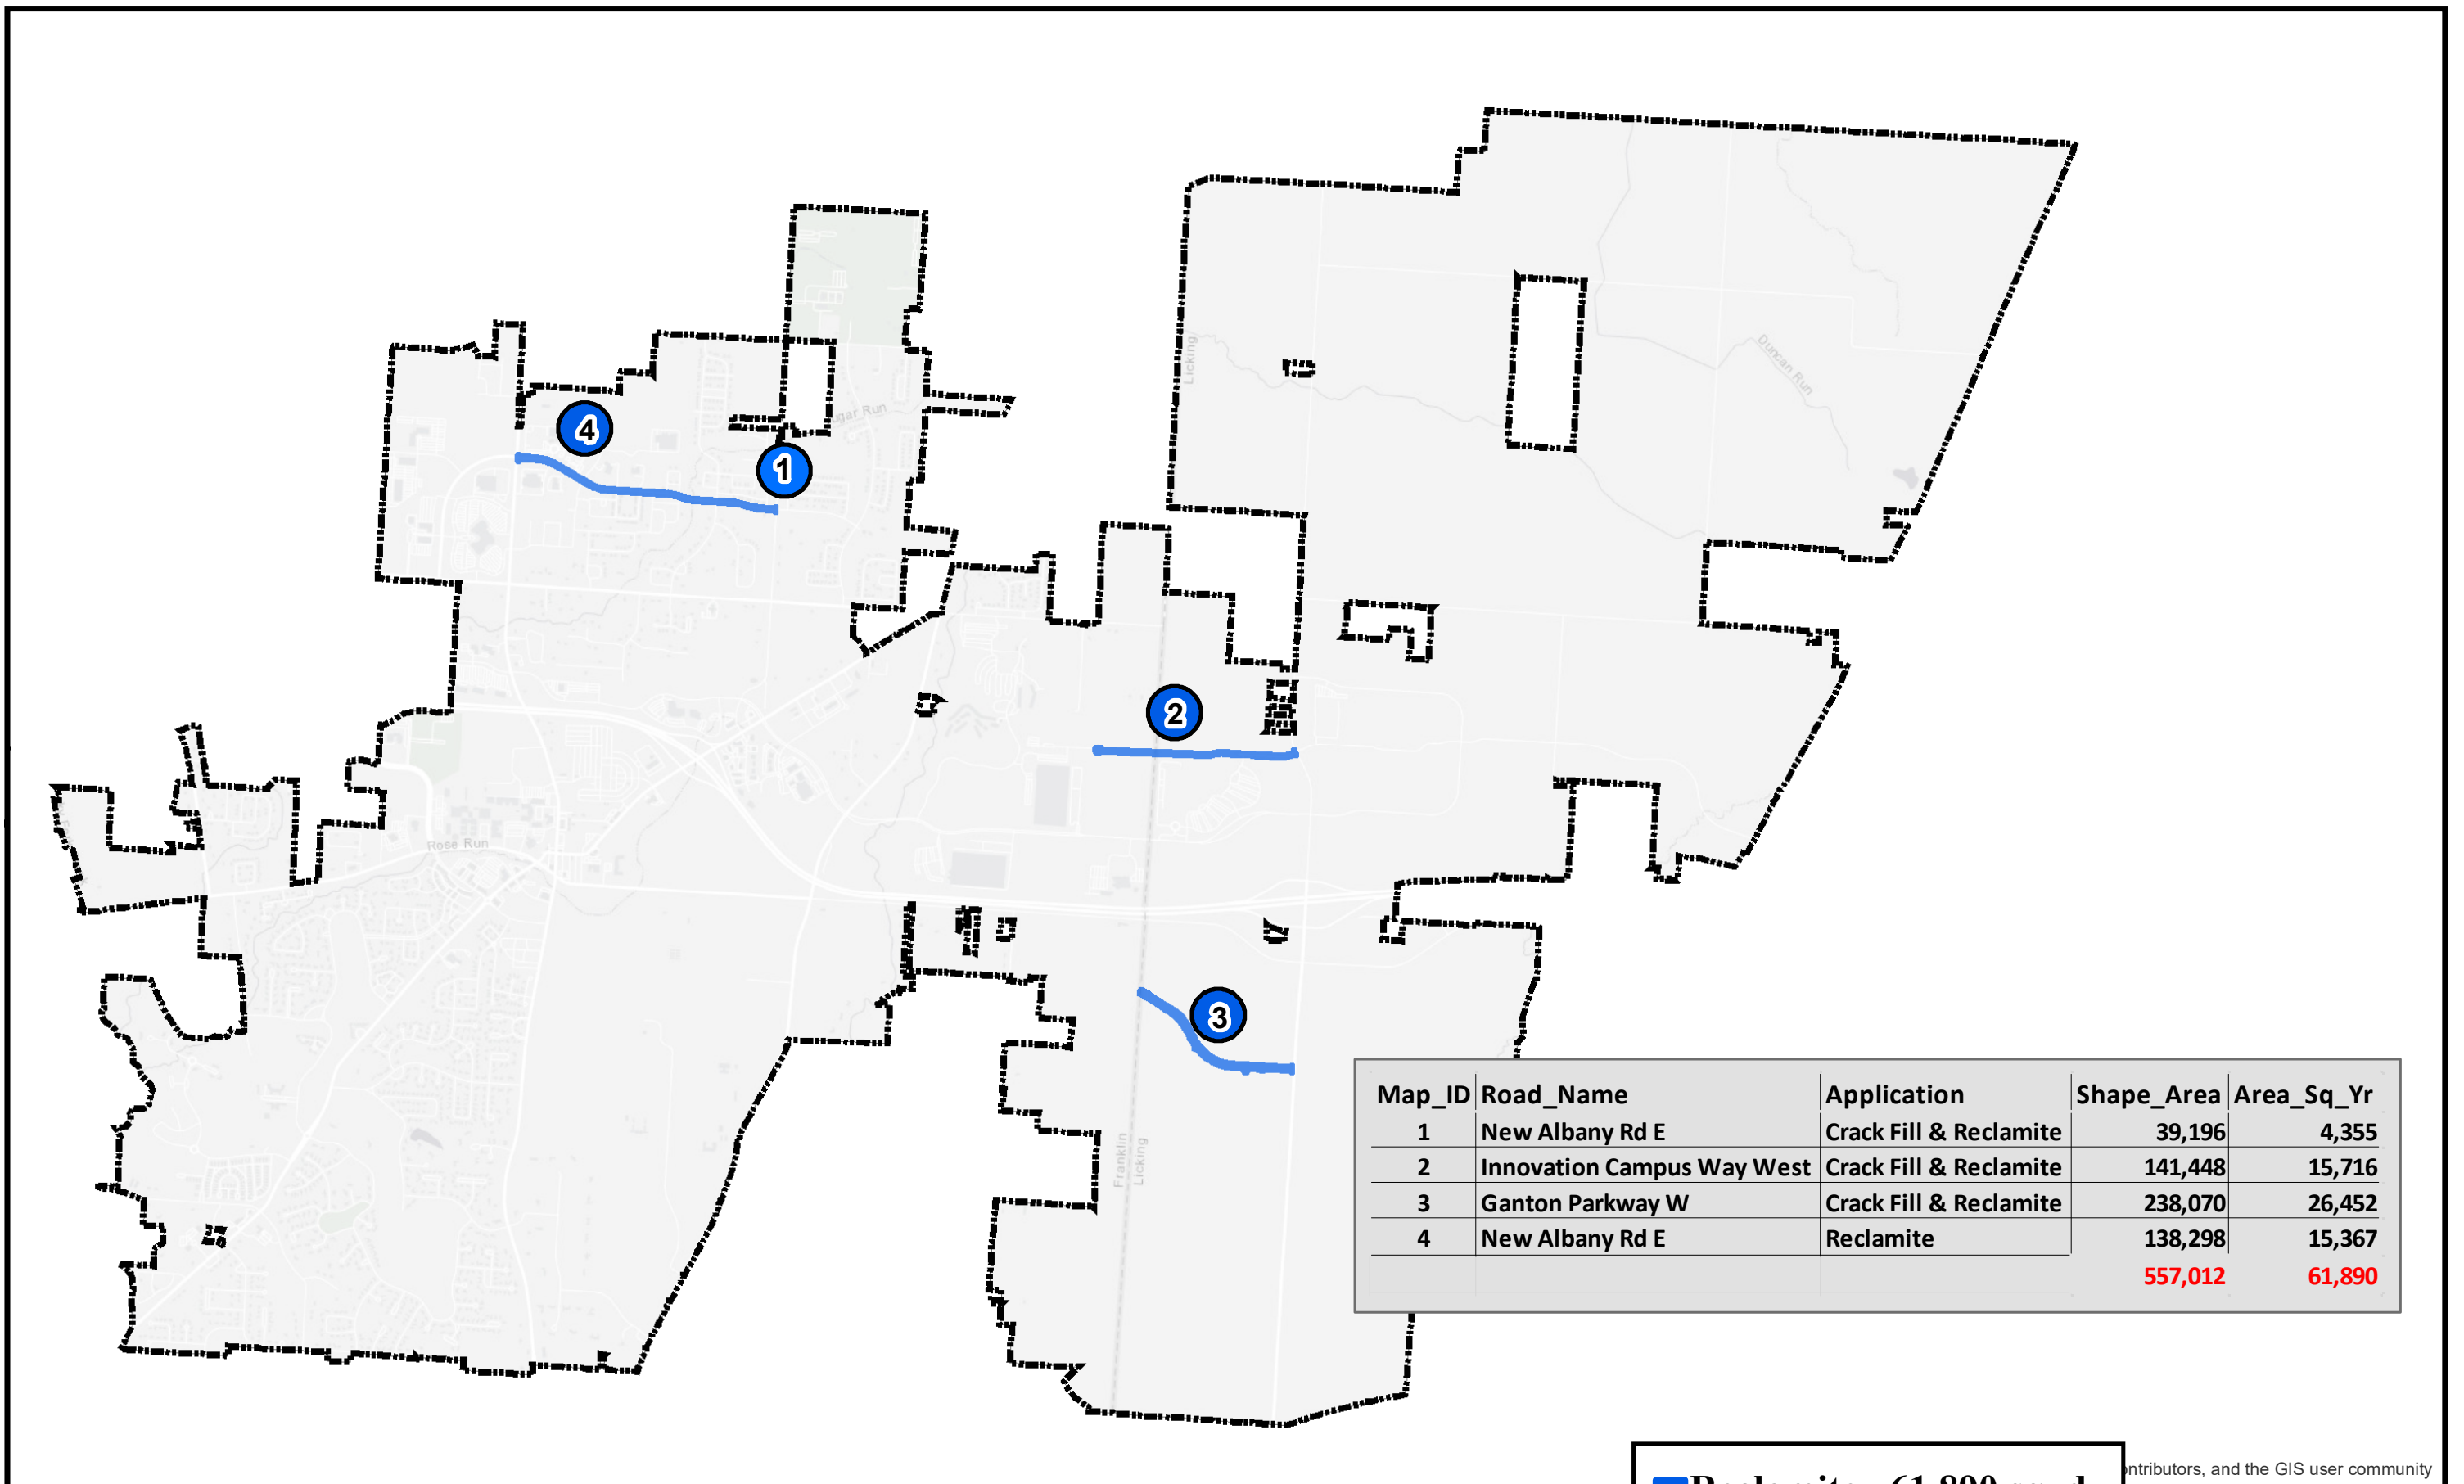 Licking
Duncan Run
gar Run
4
1
2
Rose Run
3
Franklin
Licking
Map_ID Road_Name Application Shape_Area Area_Sq_Yr
1 New Albany Rd E Crack Fill & Reclamite 39,196 4,355
2 Innovation Campus Way West Crack Fill & Reclamite 141,448 15,716
3 Ganton Parkway W Crack Fill & Reclamite 238,070 26,452
4 New Albany Rd E Reclamite 138,298 15,367
557,012 61,890
ntributors, and the GIS user community